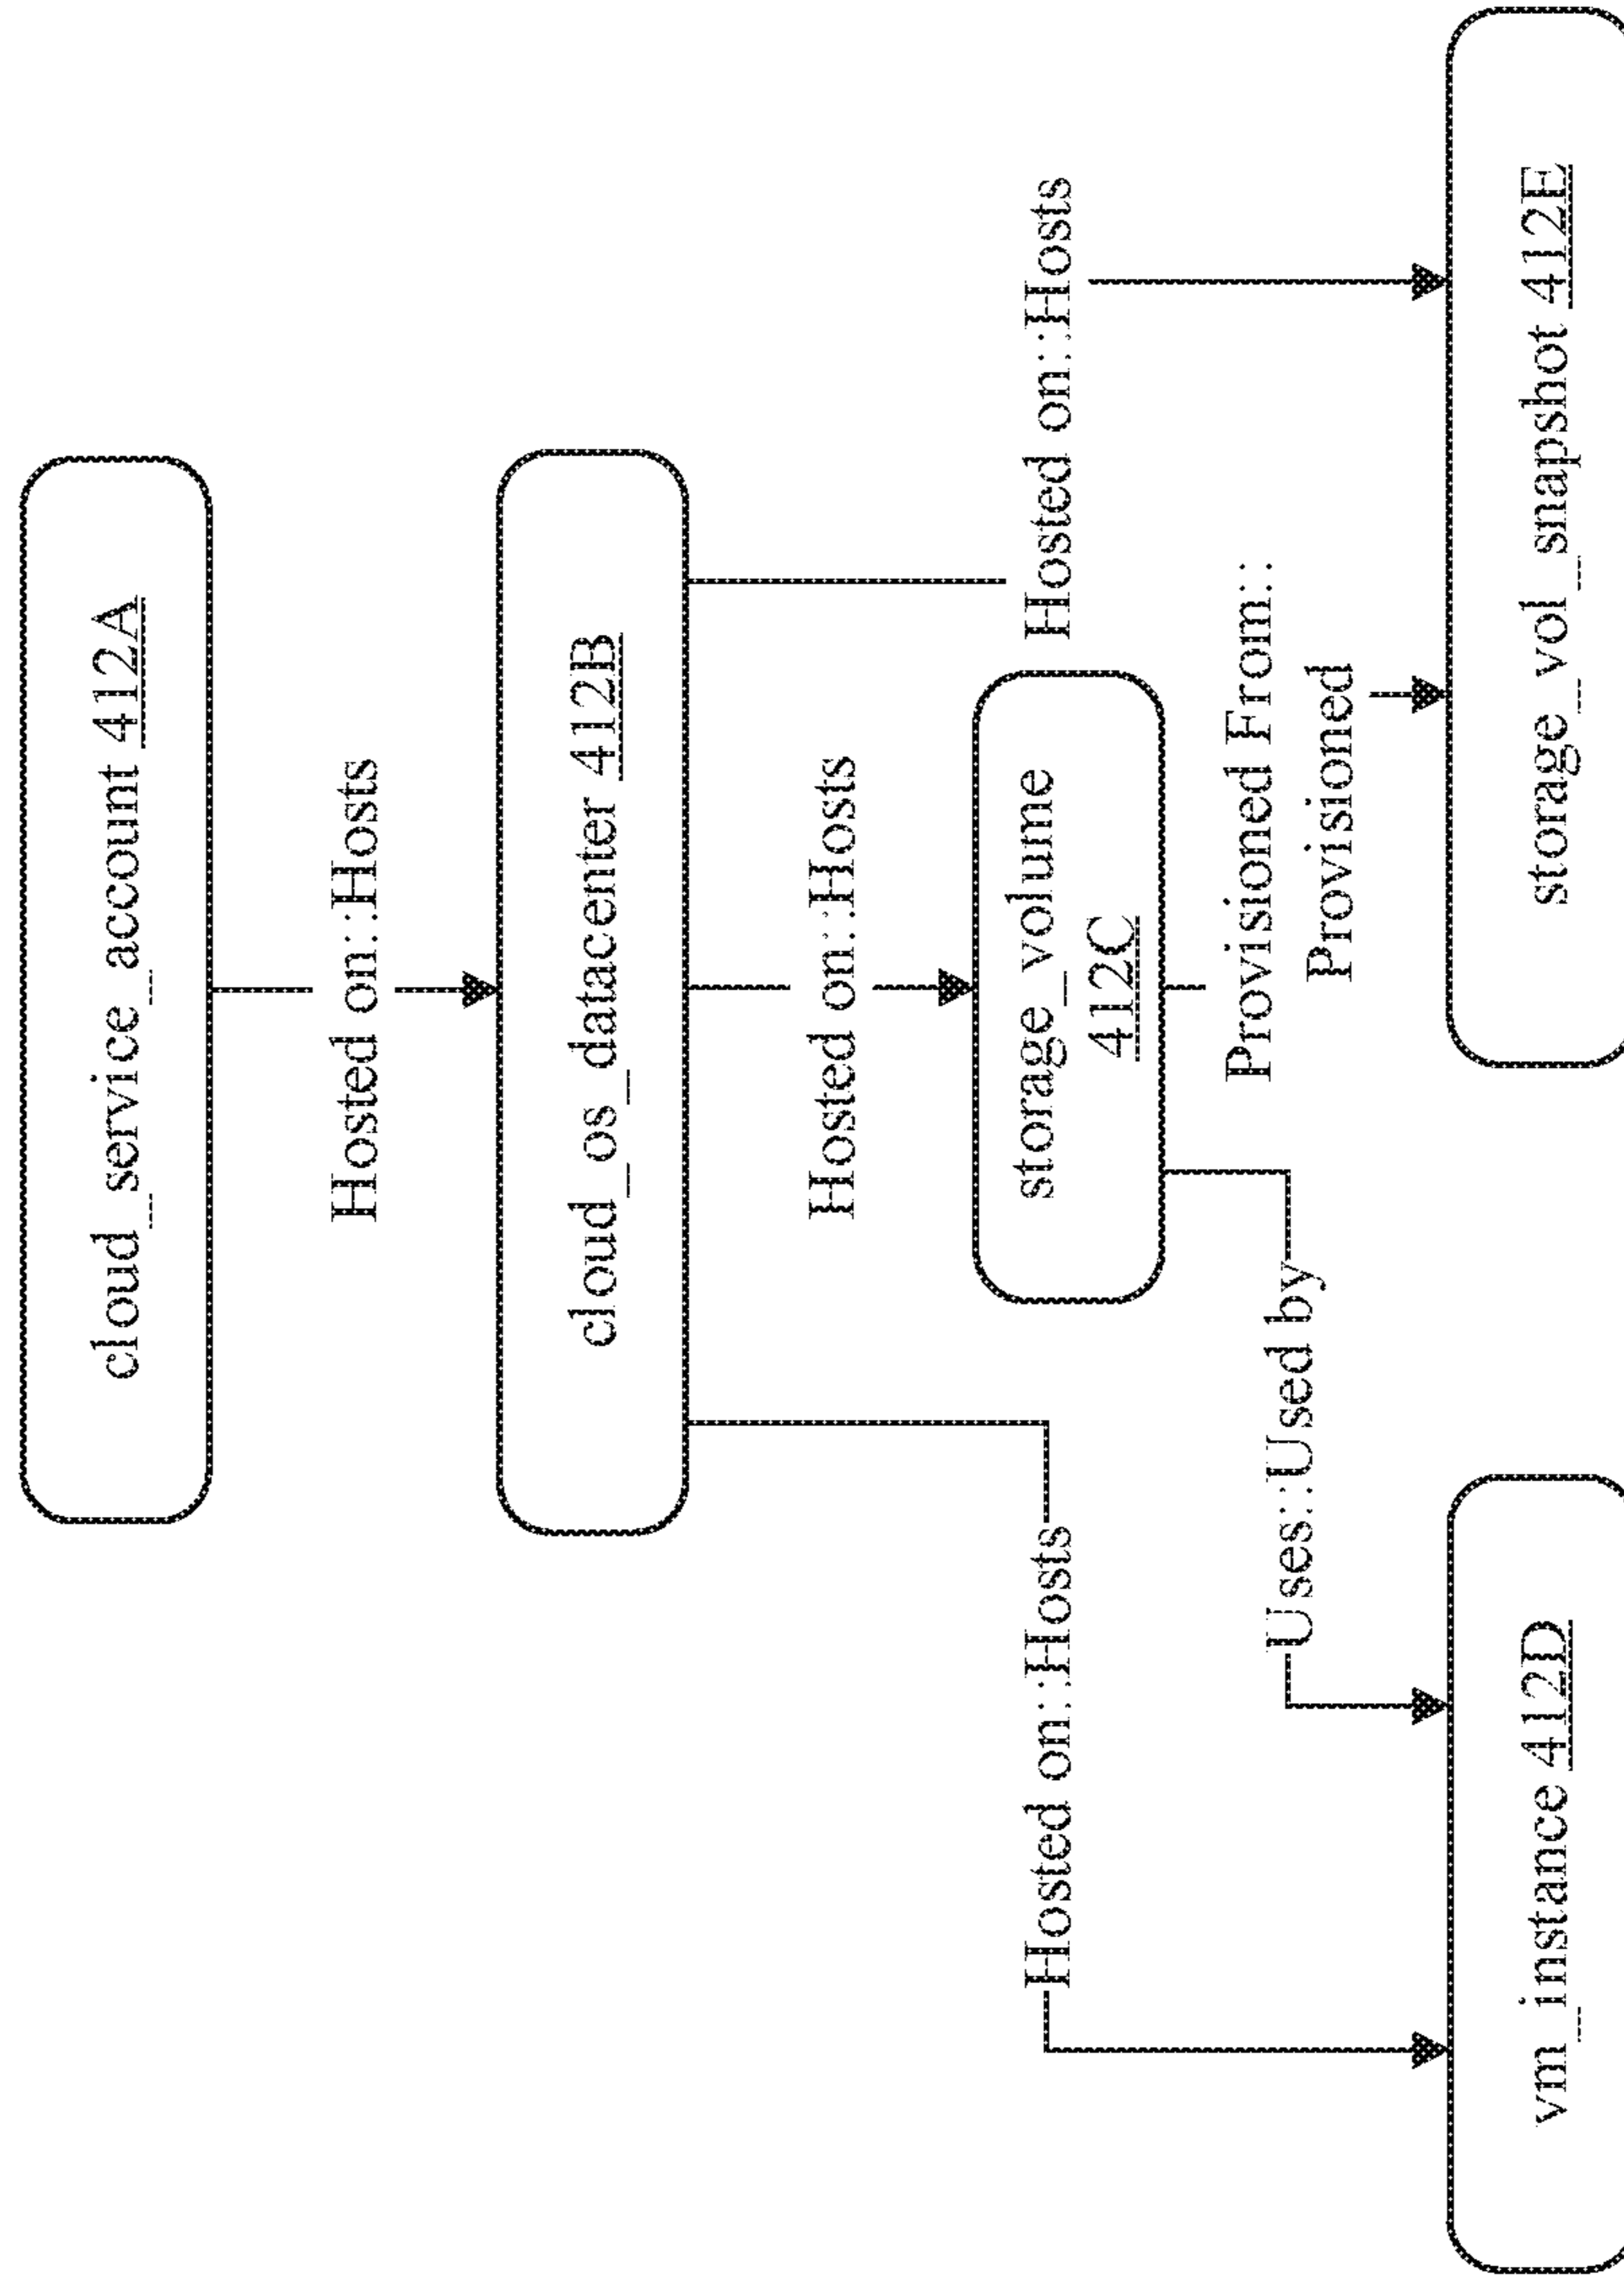 cloud_service_account 412A
Hosted on::Hosts
cloud_os_datacenter 412B
Hosted on::Hosts
Hosted on::Hosts
Hosted on::Hosts
storage_volume
412C
Uses::Used by
Provisioned From::
Provisioned
vm_instance 412D
storage_vol_snapshot 412E